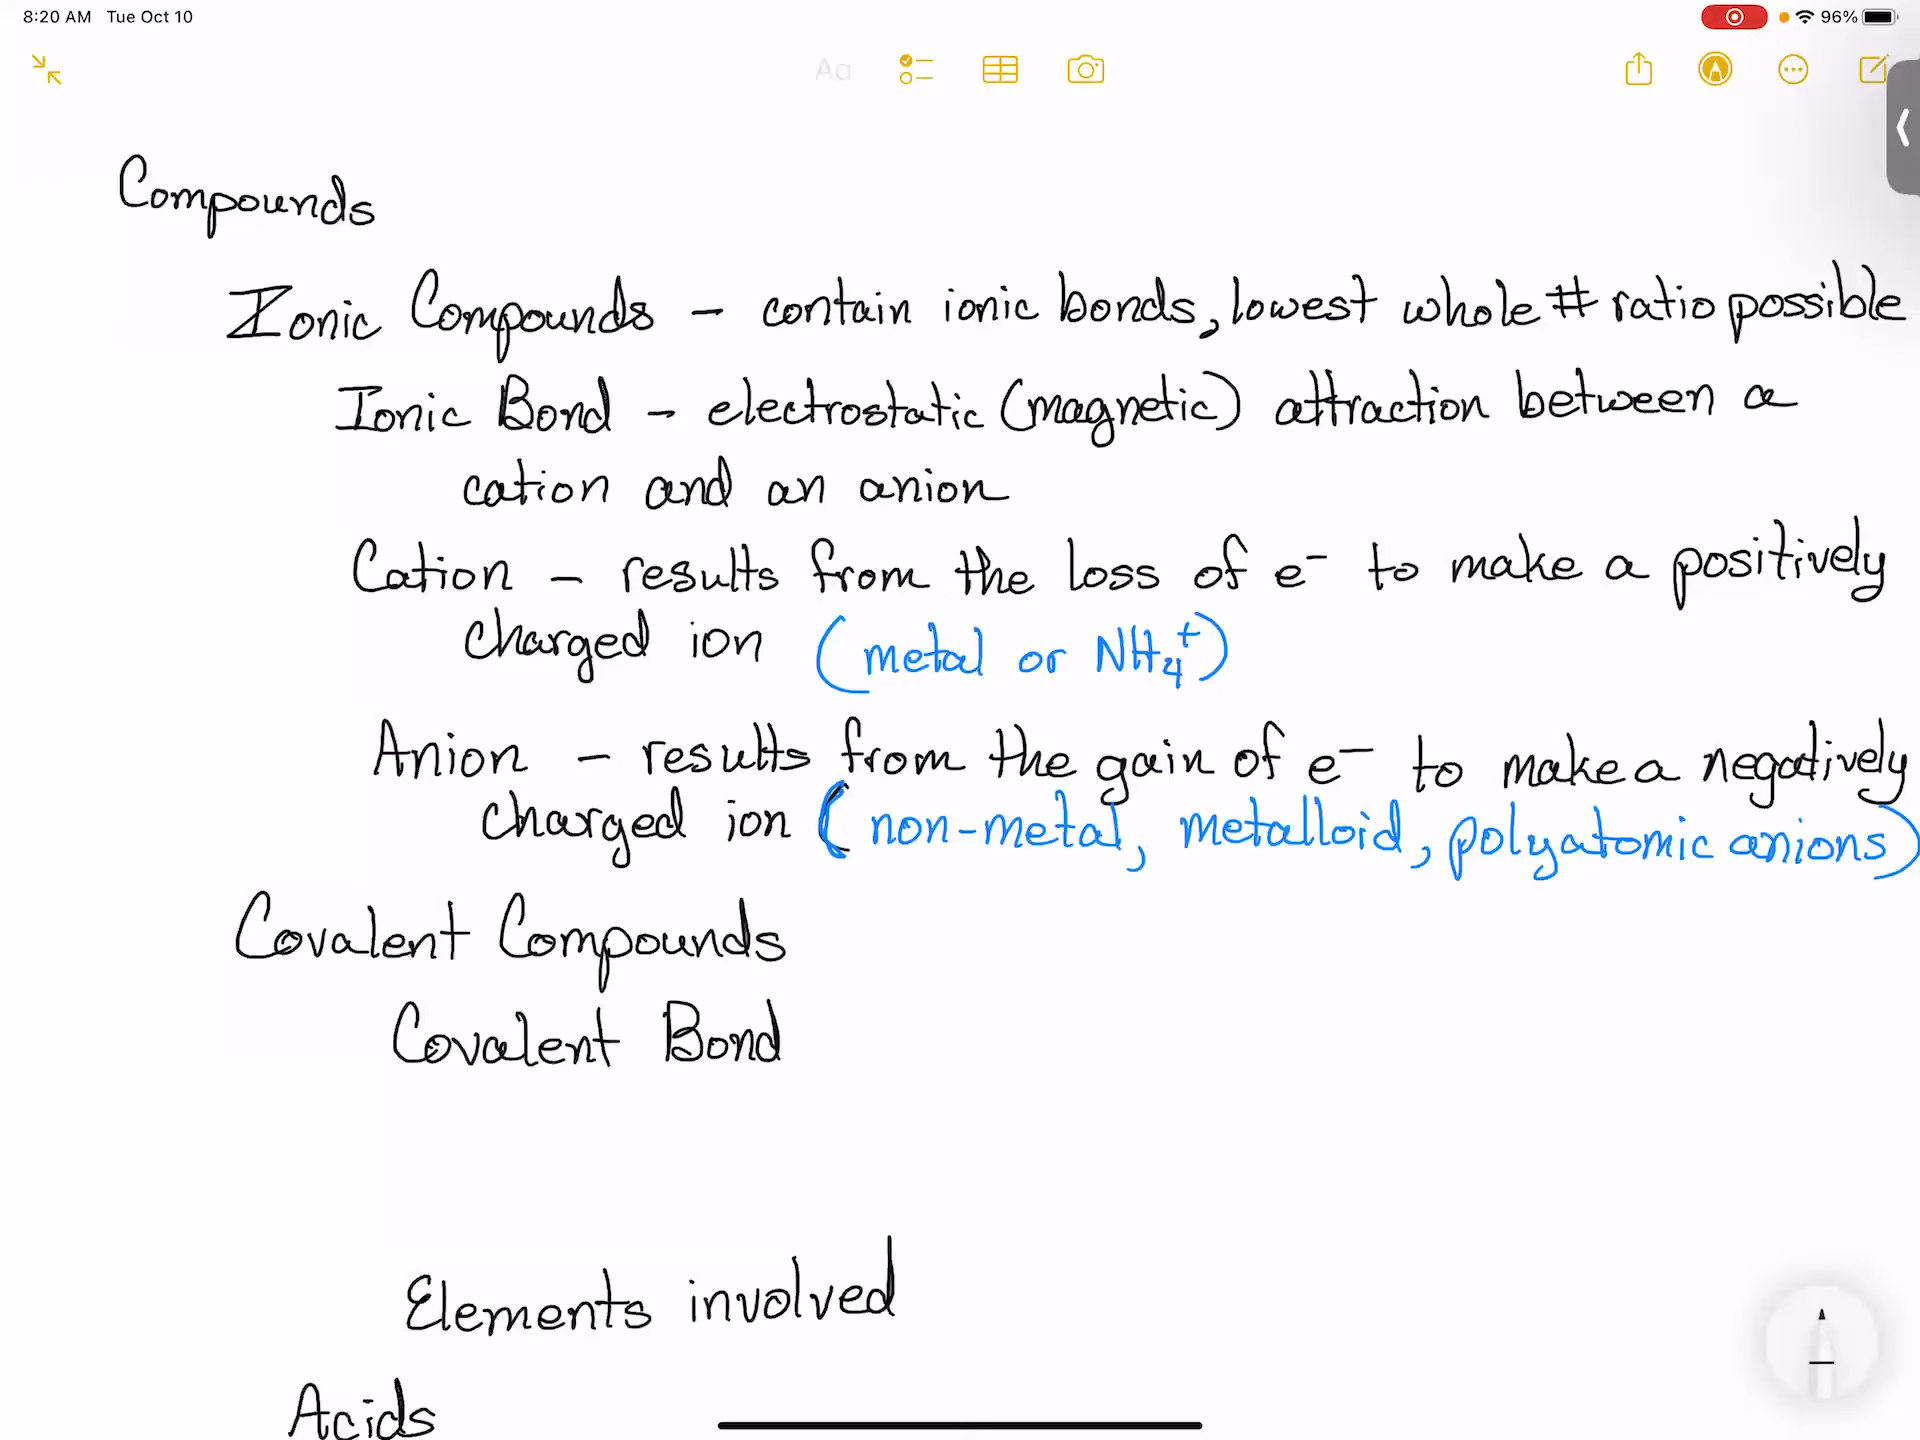 8:20 AM Tue Oct 10
96%
Aa
Compounds
Ionic Compounds - contain ionic bonds, lowest whole # ratio possible
Ionic Bond - electrostatic (magnetic) attraction between a
cation and an anion
Cation - results from the loss of e⁻ to make a positively
charged ion (metal or NH₄⁺)
Anion - results from the gain of e⁻ to make a negatively
charged ion (non-metal, metalloid, polyatomic anions)
Covalent Compounds
Covalent Bond
Elements involved
Acids